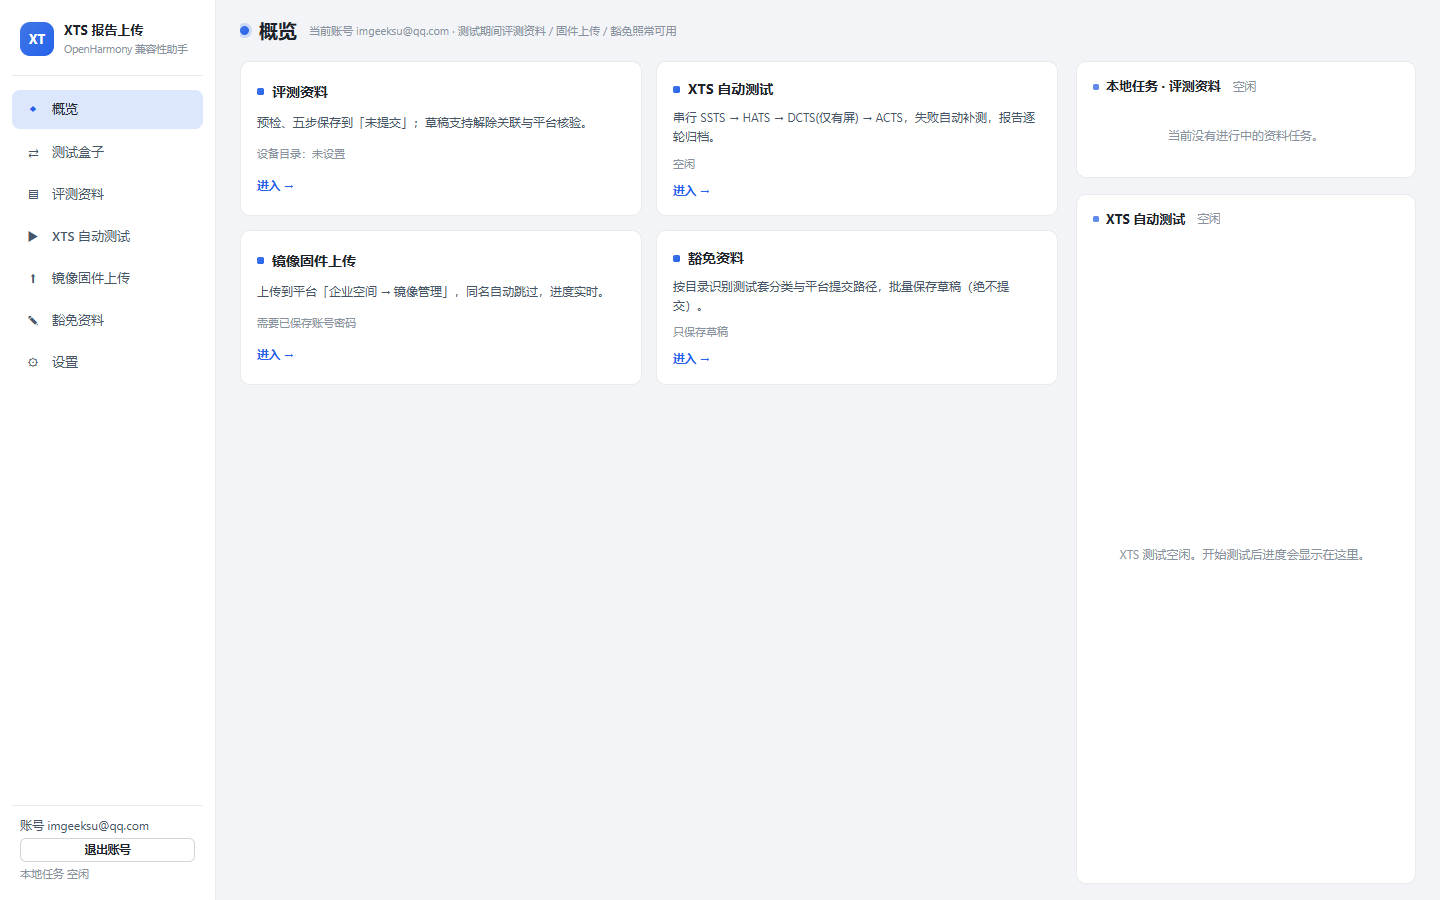 XT
XTS 报告上传
OpenHarmony 兼容性助手
概览
测试盒子
评测资料
XTS 自动测试
镜像固件上传
豁免资料
设置
账号 imgeeksu@qq.com
退出账号
本地任务 空闲
概览 当前账号 imgeeksu@qq.com · 测试期间评测资料 / 固件上传 / 豁免照常可用
评测资料
预检、五步保存到「未提交」；草稿支持解除关联与平台核验。
设备目录：未设置
进入 →
XTS 自动测试
串行 SSTS → HATS → DCTS(仅有屏) → ACTS，失败自动补测，报告逐
轮归档。
空闲
进入 →
镜像固件上传
上传到平台「企业空间 → 镜像管理」，同名自动跳过，进度实时。
需要已保存账号密码
进入 →
豁免资料
按目录识别测试套分类与平台提交路径，批量保存草稿（绝不提
交）。
只保存草稿
进入 →
本地任务 · 评测资料 空闲
当前没有进行中的资料任务。
XTS 自动测试 空闲
XTS 测试空闲。开始测试后进度会显示在这里。